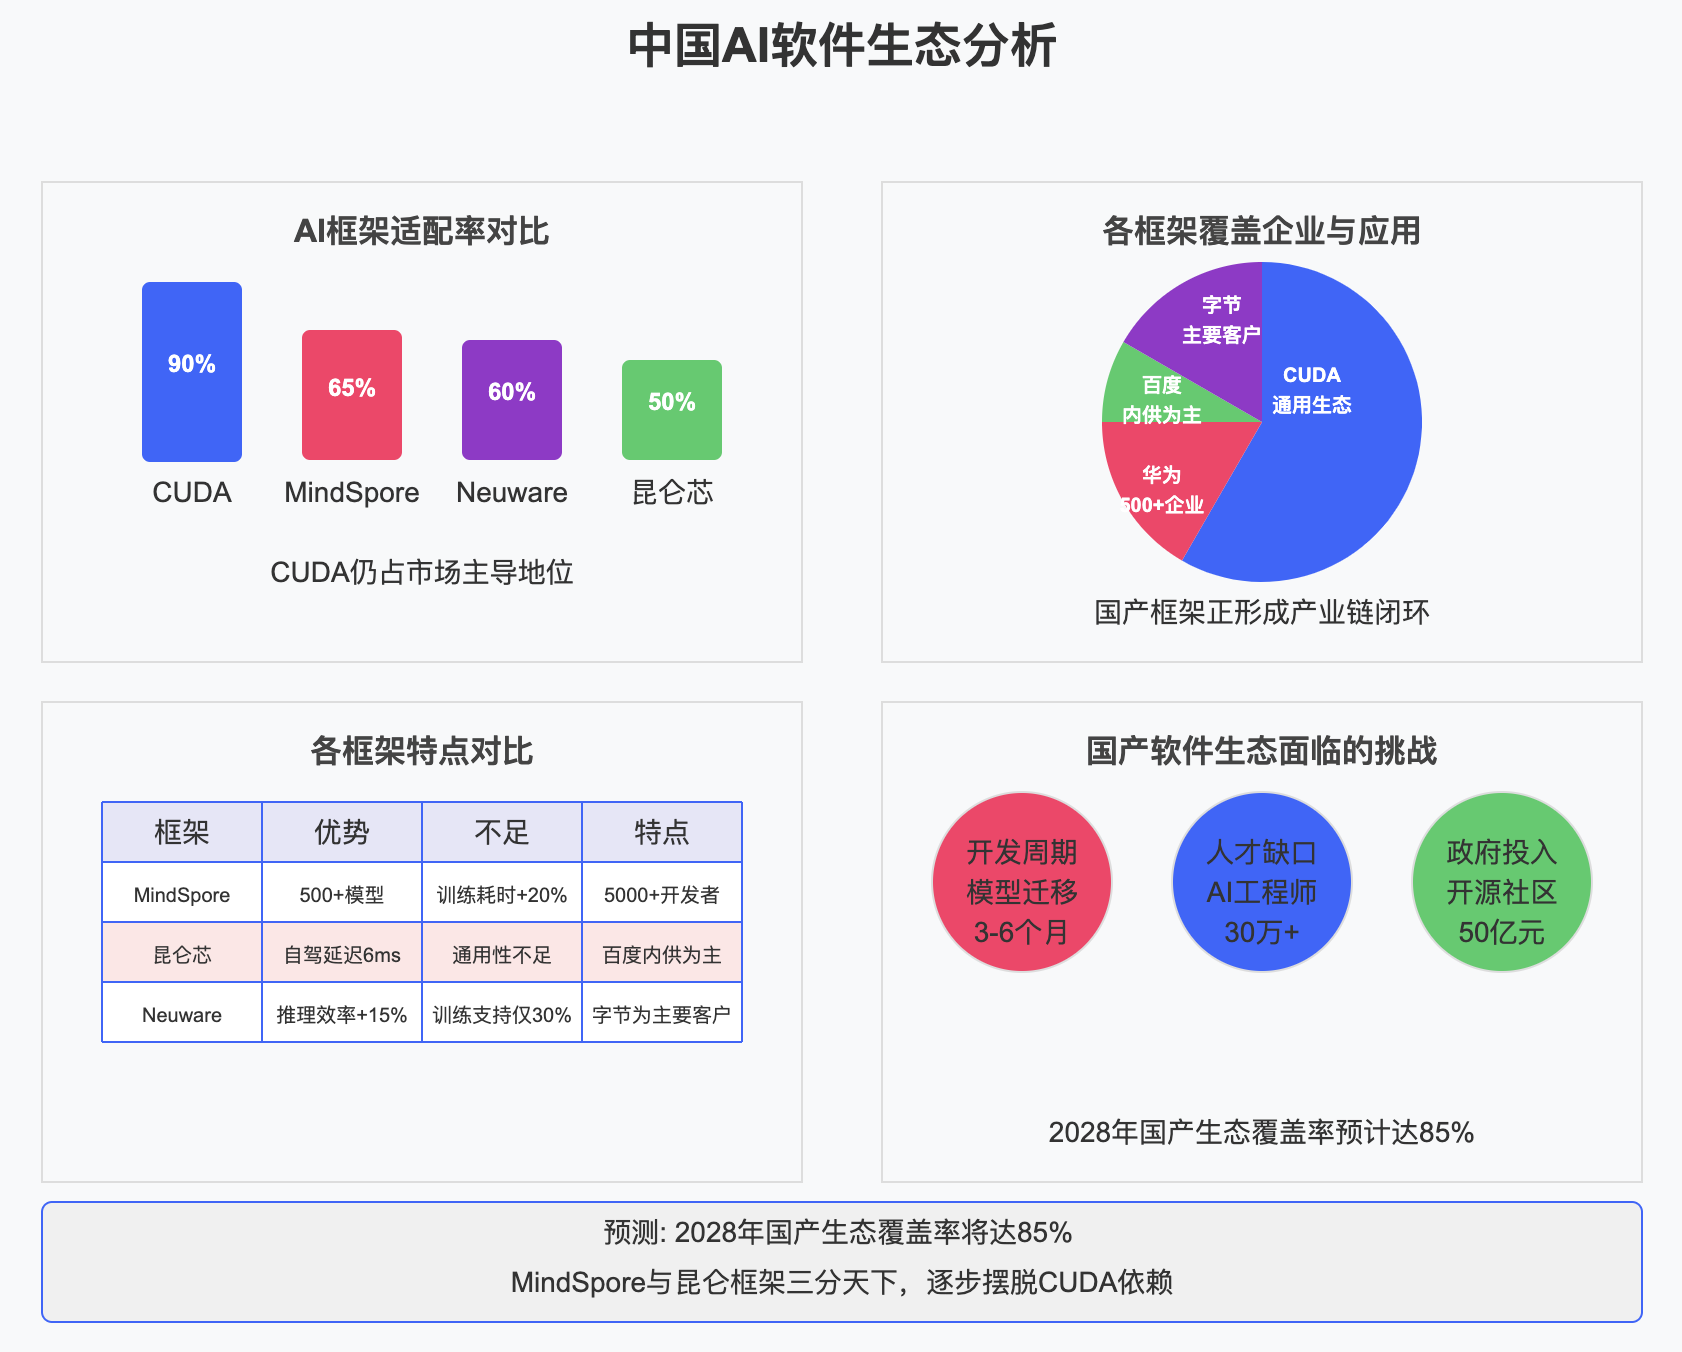 中国AI软件生态分析
AI框架适配率对比
90%
65%
60%
50%
CUDA
MindSpore
Neuware
昆仑芯
CUDA仍占市场主导地位
各框架覆盖企业与应用
字节
主要客户
CUDA
通用生态
百度
内供为主
华为
500+企业
国产框架正形成产业链闭环
各框架特点对比
框架 优势 不足 特点
MindSpore 500+模型 训练耗时+20% 5000+开发者
昆仑芯 自驾延迟6ms 通用性不足 百度内供为主
Neuware 推理效率+15% 训练支持仅30% 字节为主要客户
国产软件生态面临的挑战
开发周期
模型迁移
3-6个月
人才缺口
AI工程师
30万+
政府投入
开源社区
50亿元
2028年国产生态覆盖率预计达85%
预测: 2028年国产生态覆盖率将达85%
MindSpore与昆仑框架三分天下，逐步摆脱CUDA依赖